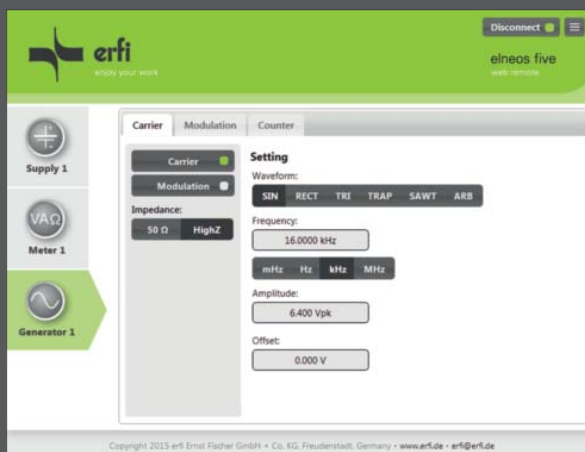 Disconnect
erfi
enjoy your work
elneos five
web remote
Supply 1
VAΩ
Meter 1
Generator 1
Carrier Modulation Counter
Carrier
Modulation
Impedance:
50 Ω HighZ
Setting
Waveform:
SIN RECT TRI TRAP SAWT ARB
Frequency:
16.0000 kHz
mHz Hz kHz MHz
Amplitude:
6.400 Vpk
Offset:
0.000 V
Copyright 2015 erfi Ernst Fischer GmbH + Co. KG, Freudenstadt, Germany - www.erfi.de - erfi@erfi.de